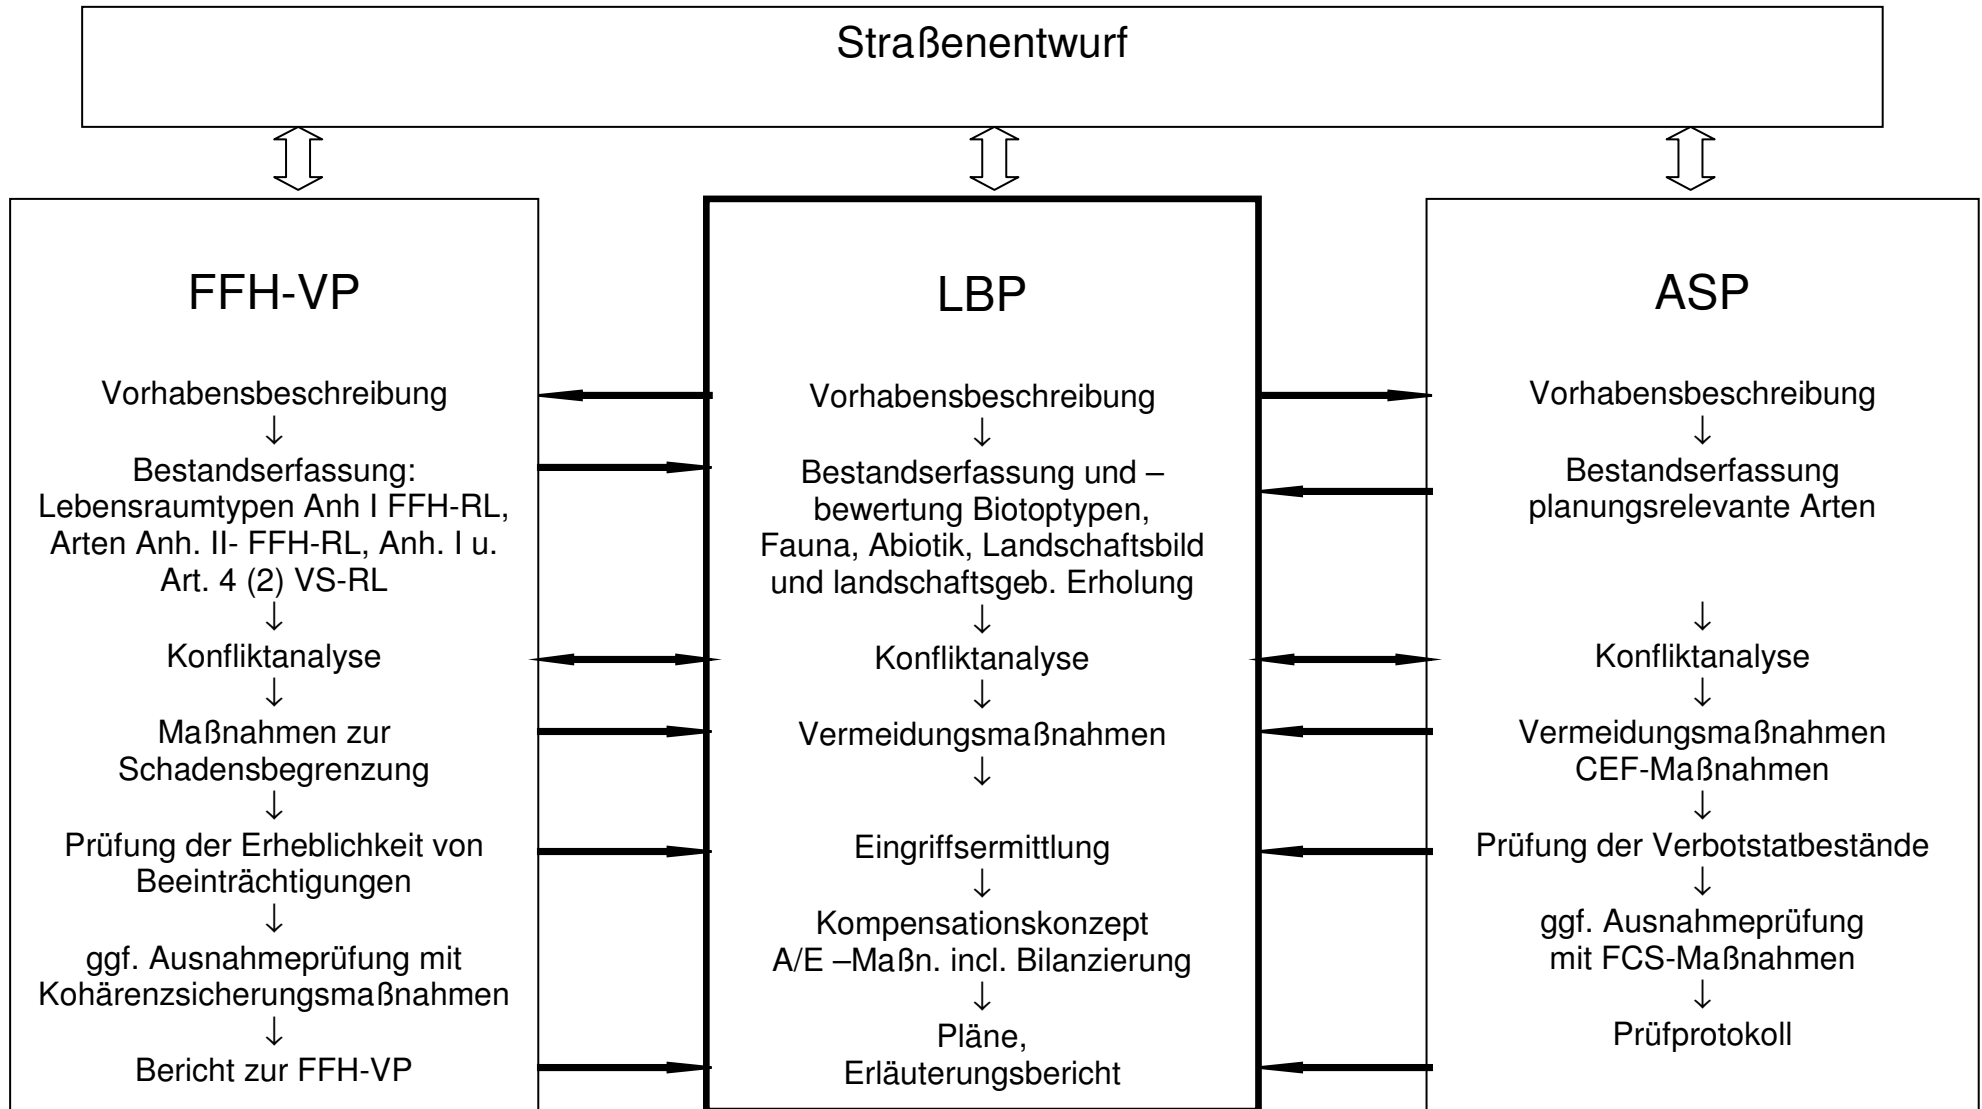 Straßenentwurf
FFH-VP
Vorhabensbeschreibung
↓
Bestandserfassung:
Lebensraumtypen Anh I FFH-RL,
Arten Anh. II- FFH-RL, Anh. I u.
Art. 4 (2) VS-RL
↓
Konfliktanalyse
↓
Maßnahmen zur
Schadensbegrenzung
↓
Prüfung der Erheblichkeit von
Beeinträchtigungen
↓
ggf. Ausnahmeprüfung mit
Kohärenzsicherungsmaßnahmen
↓
Bericht zur FFH-VP
LBP
Vorhabensbeschreibung
↓
Bestandserfassung und –
bewertung Biotoptypen,
Fauna, Abiotik, Landschaftsbild
und landschaftsgeb. Erholung
↓
Konfliktanalyse
↓
Vermeidungsmaßnahmen
↓
Eingriffsermittlung
↓
Kompensationskonzept
A/E –Maßn. incl. Bilanzierung
↓
Pläne,
Erläuterungsbericht
ASP
Vorhabensbeschreibung
↓
Bestandserfassung
planungsrelevante Arten
↓
Konfliktanalyse
↓
Vermeidungsmaßnahmen
CEF-Maßnahmen
↓
Prüfung der Verbotstatbestände
↓
ggf. Ausnahmeprüfung
mit FCS-Maßnahmen
↓
Prüfprotokoll